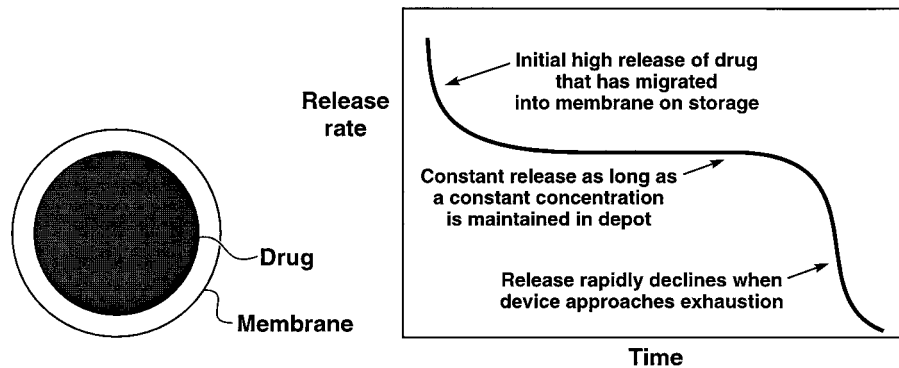 Initial high release of drug
that has migrated
into membrane on storage
Release
rate
Constant release as long as
a constant concentration
is maintained in depot
Drug
Release rapidly declines when
device approaches exhaustion
Membrane
Time